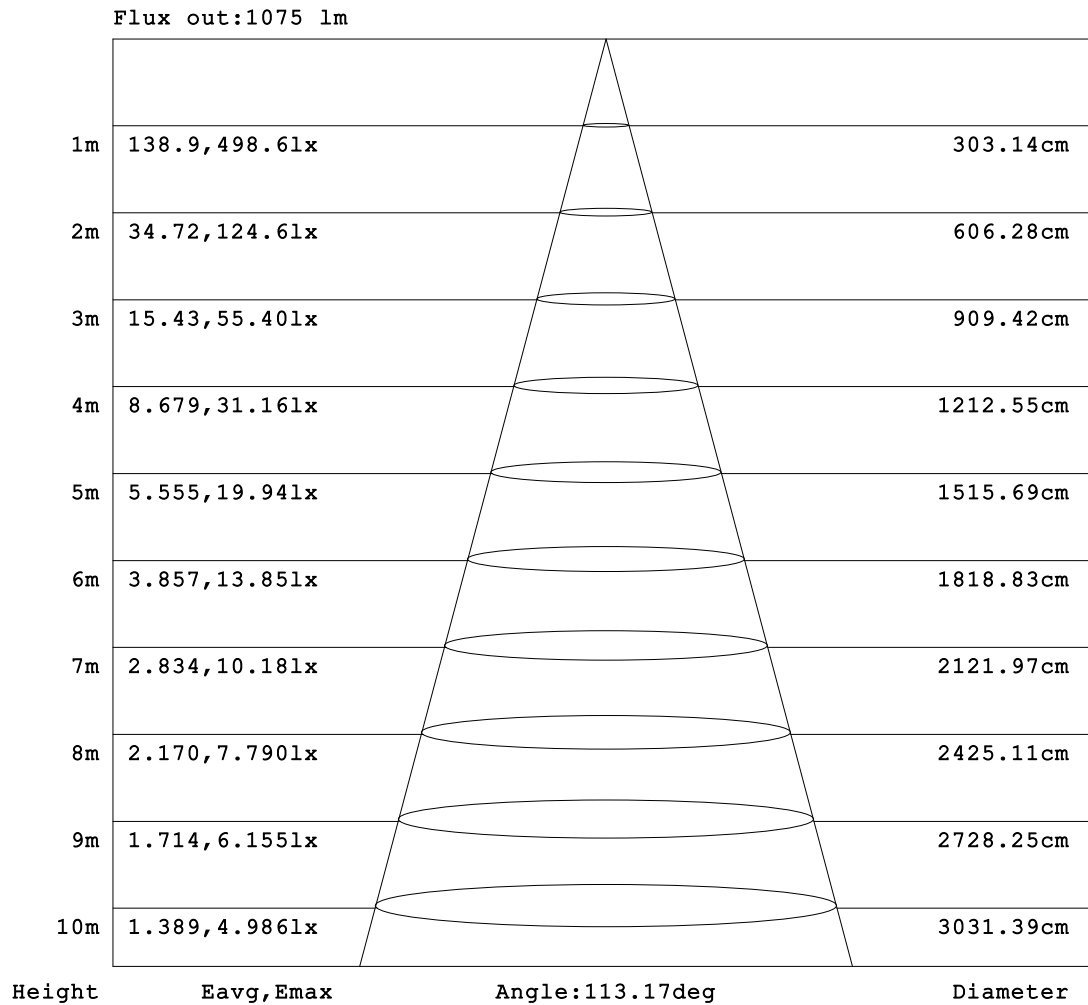 Flux out:1075 lm
1m 138.9,498.6lx 303.14cm
2m 34.72,124.6lx 606.28cm
3m 15.43,55.40lx 909.42cm
4m 8.679,31.16lx 1212.55cm
5m 5.555,19.94lx 1515.69cm
6m 3.857,13.85lx 1818.83cm
7m 2.834,10.18lx 2121.97cm
8m 2.170,7.790lx 2425.11cm
9m 1.714,6.155lx 2728.25cm
10m 1.389,4.986lx 3031.39cm
Height Eavg,Emax Angle:113.17deg Diameter